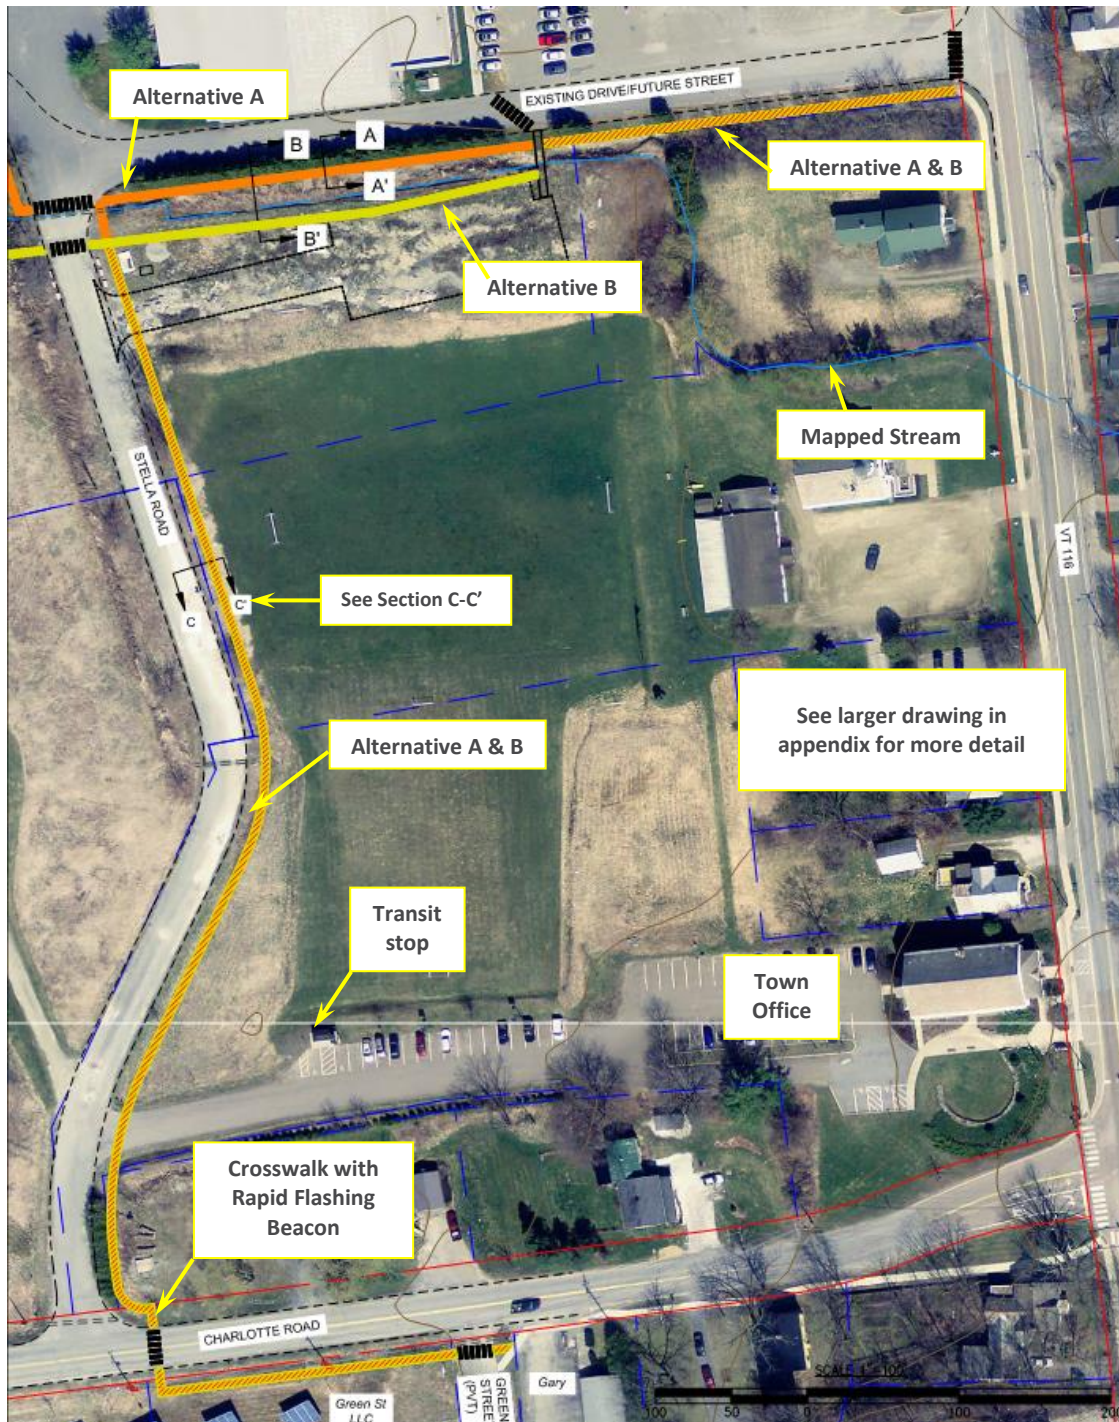 Alternative A
EXISTING DRIVE/FUTURE STREET
B
A
A'
B'
Alternative A & B
Alternative B
Mapped Stream
STELLA ROAD
VT 116
C
C'
See Section C-C’
See larger drawing in
appendix for more detail
Alternative A & B
Transit
stop
Town
Office
Crosswalk with
Rapid Flashing
Beacon
CHARLOTTE ROAD
Green St
LLC
GREEN
STREET
(PVT)
Gary
SCALE 1"=100'
100
0
100
200